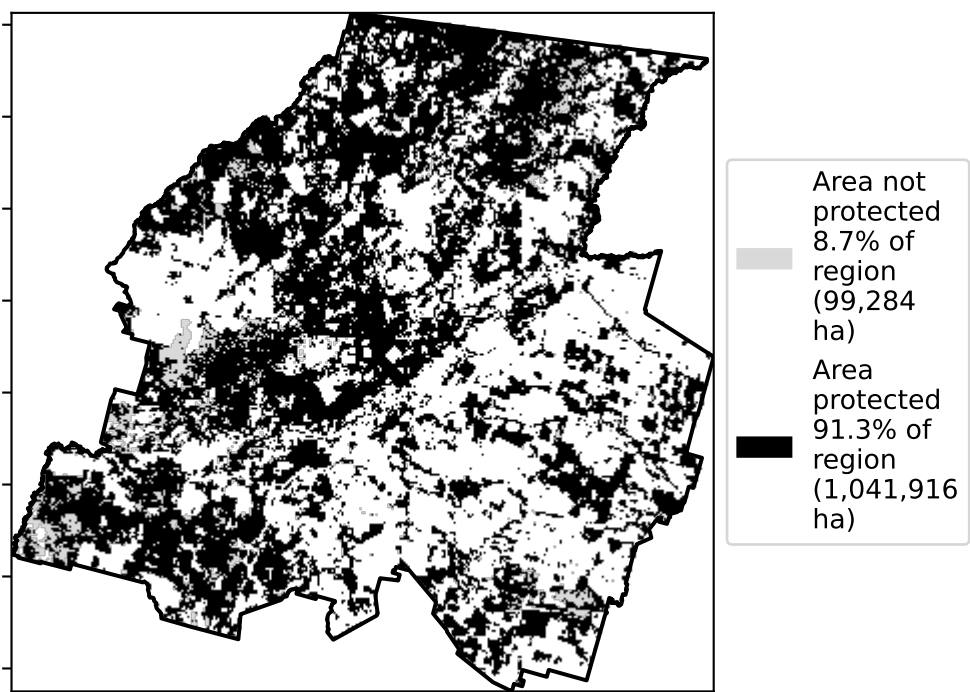 Area not
protected
8.7% of
region
(99,284
ha)
Area
protected
91.3% of
region
(1,041,916
ha)